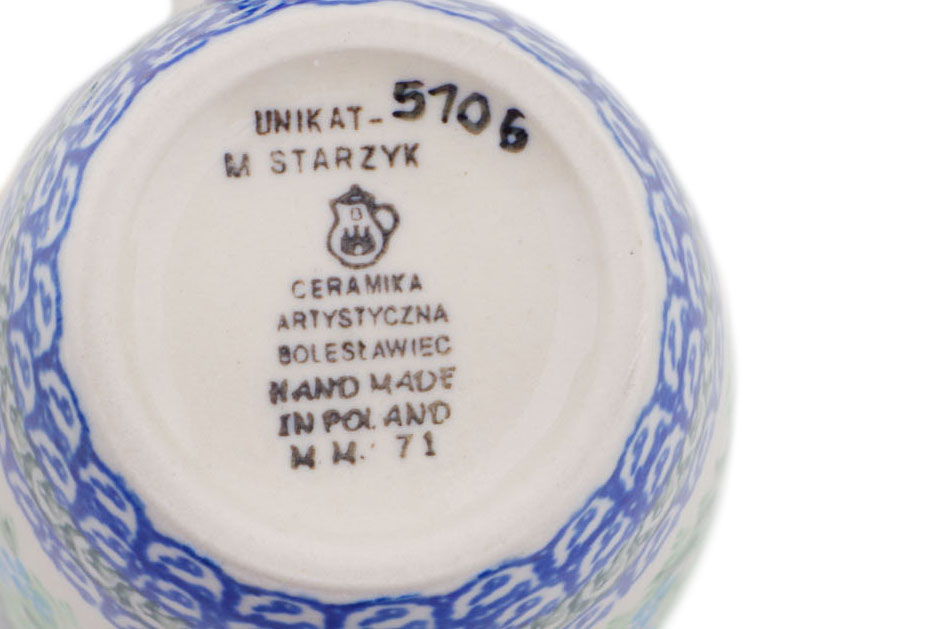 UNIKAT-5706
M STARZYK
B
CERAMIKA
ARTYSTYCZNA
BOLESŁAWIEC
HAND MADE
IN POLAND
M.M. 71